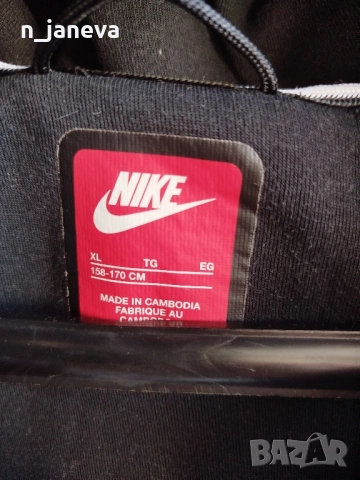 n_janeva
NIKE
XL TG EG
158-170 CM
MADE IN CAMBODIA
FABRIQUE AU
BAZAR